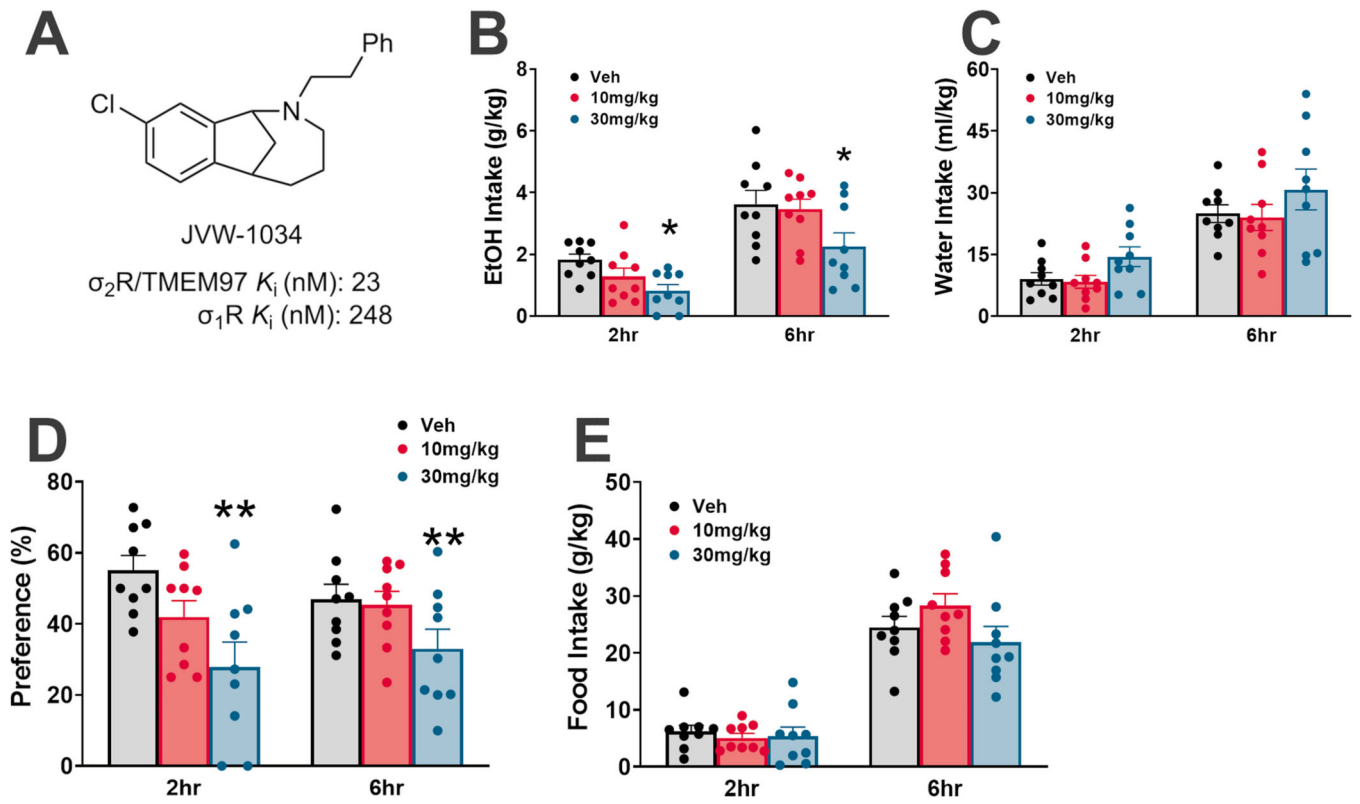 A
Ph
Cl
N
JVW-1034
σ₂R/TMEM97 Kᵢ (nM): 23
σ₁R Kᵢ (nM): 248
B
EtOH Intake (g/kg)
8
6
4
2
0
Veh
10mg/kg
30mg/kg
*
*
2hr
6hr
C
Water Intake (ml/kg)
60
45
30
15
0
Veh
10mg/kg
30mg/kg
2hr
6hr
D
Preference (%)
80
60
40
20
0
Veh
10mg/kg
30mg/kg
**
**
2hr
6hr
E
Food Intake (g/kg)
50
40
30
20
10
0
Veh
10mg/kg
30mg/kg
2hr
6hr